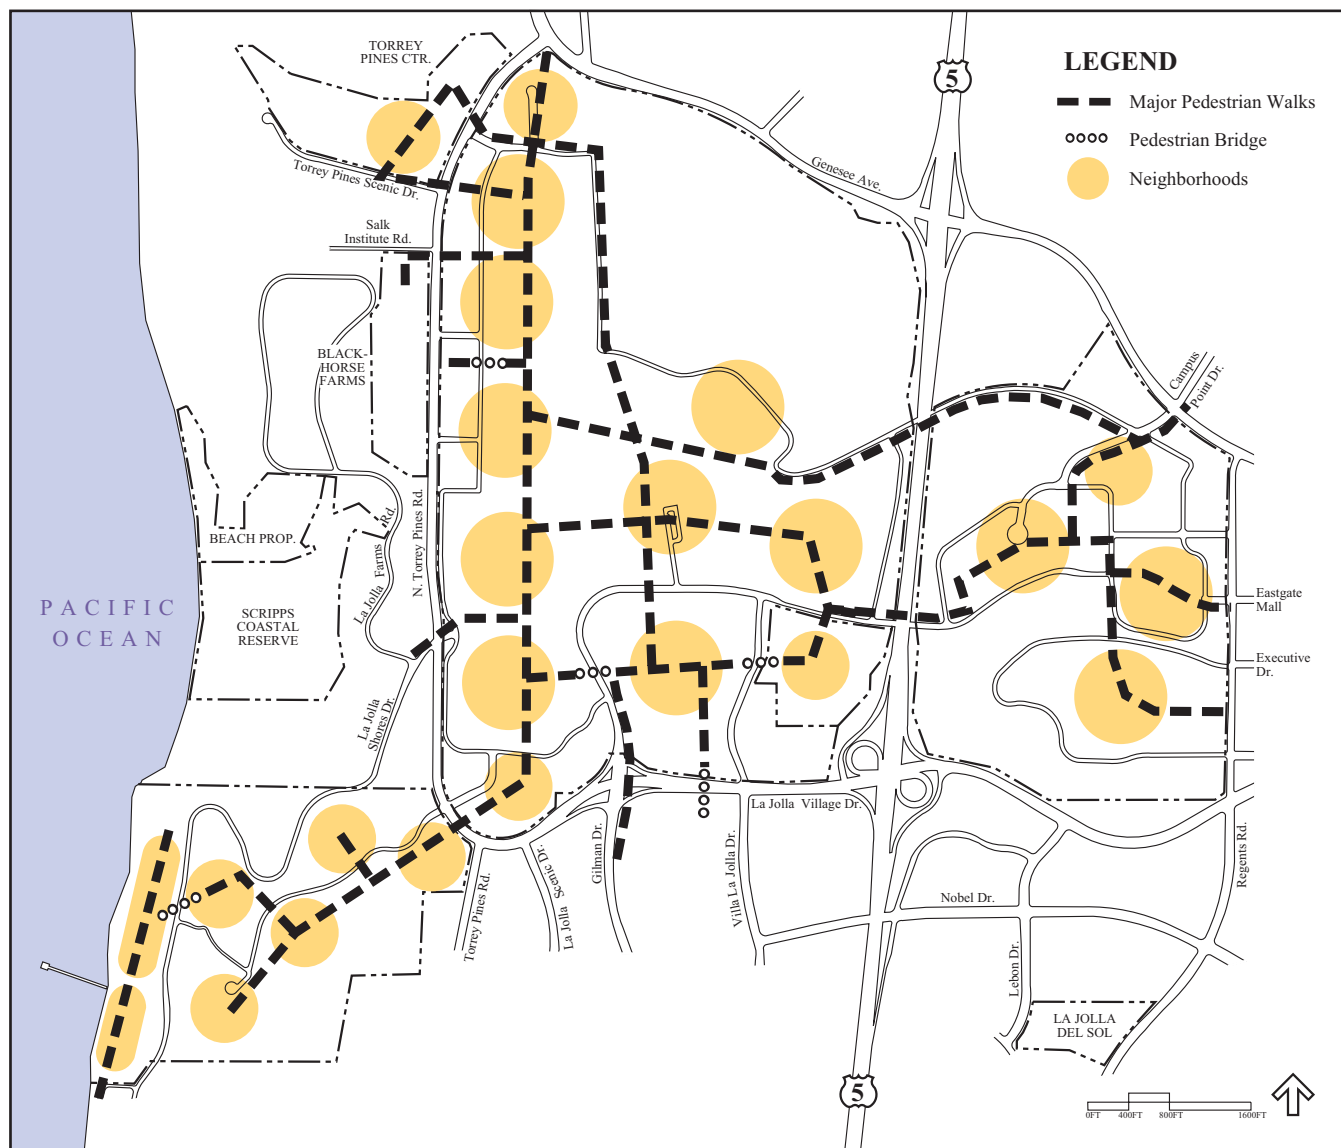 TORREY
PINES CTR.
5
LEGEND
Major Pedestrian Walks
Pedestrian Bridge
Neighborhoods
Genesee Ave.
Torrey Pines Scenic Dr.
Salk
Institute Rd.
BLACK-
HORSE
FARMS
Campus
Point Dr.
N. Torrey Pines Rd.
La Jolla Farms Rd.
BEACH PROP.
PACIFIC
OCEAN
SCRIPPS
COASTAL
RESERVE
Eastgate
Mall
Executive
Dr.
La Jolla
Shores Dr.
La Jolla Village Dr.
Gilman Dr.
Villa La Jolla Dr.
La Jolla Scenic Dr.
Torrey Pines Rd.
Regents Rd.
Nobel Dr.
Lebon Dr.
LA JOLLA
DEL SOL
5
0FT 400FT 800FT 1600FT